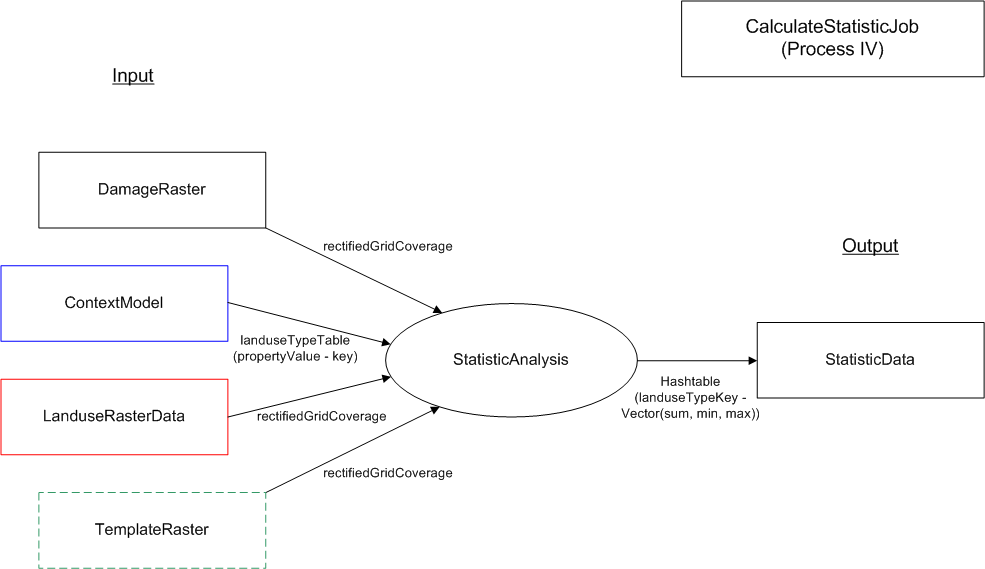 CalculateStatisticJob
(Process IV)
Input
DamageRaster
rectifiedGridCoverage
Output
ContextModel
landuseTypeTable
(propertyValue - key)
StatisticAnalysis
StatisticData
Hashtable
(landuseTypeKey -
Vector(sum, min, max))
LanduseRasterData
rectifiedGridCoverage
rectifiedGridCoverage
TemplateRaster